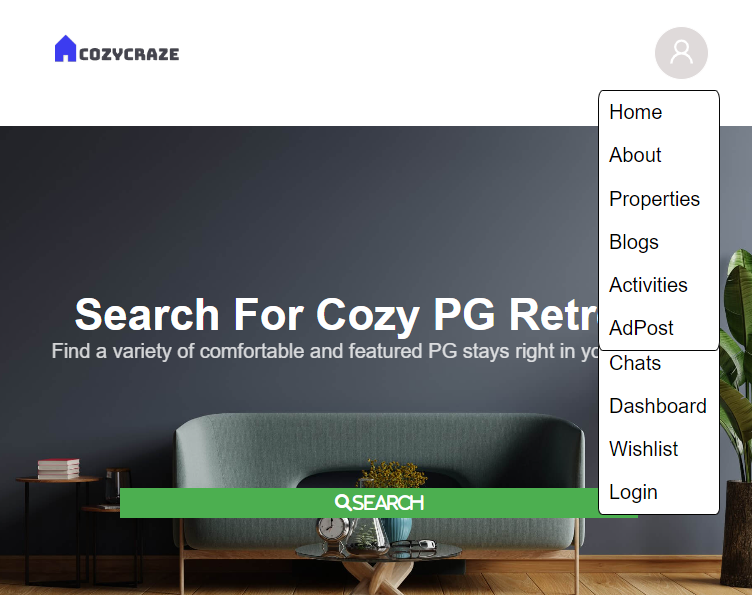 COZYCRAZE
Home
About
Properties
Blogs
Activities
AdPost
Chats
Dashboard
Wishlist
Login
Search For Cozy PG Retr
Find a variety of comfortable and featured PG stays right in yo
SEARCH